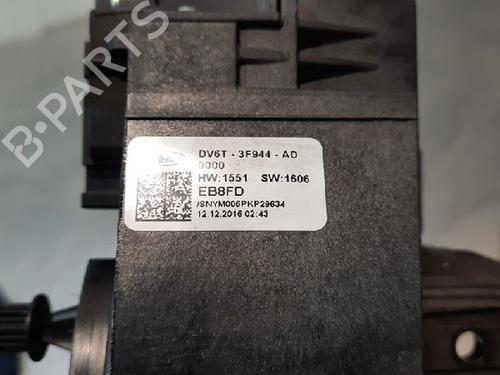 B-PARTS
DV6T - 3F944 - AD
0000
HW:1551 SW:1606
EB8FD
/SNYM006PKP29634
12.12.2016 02:43